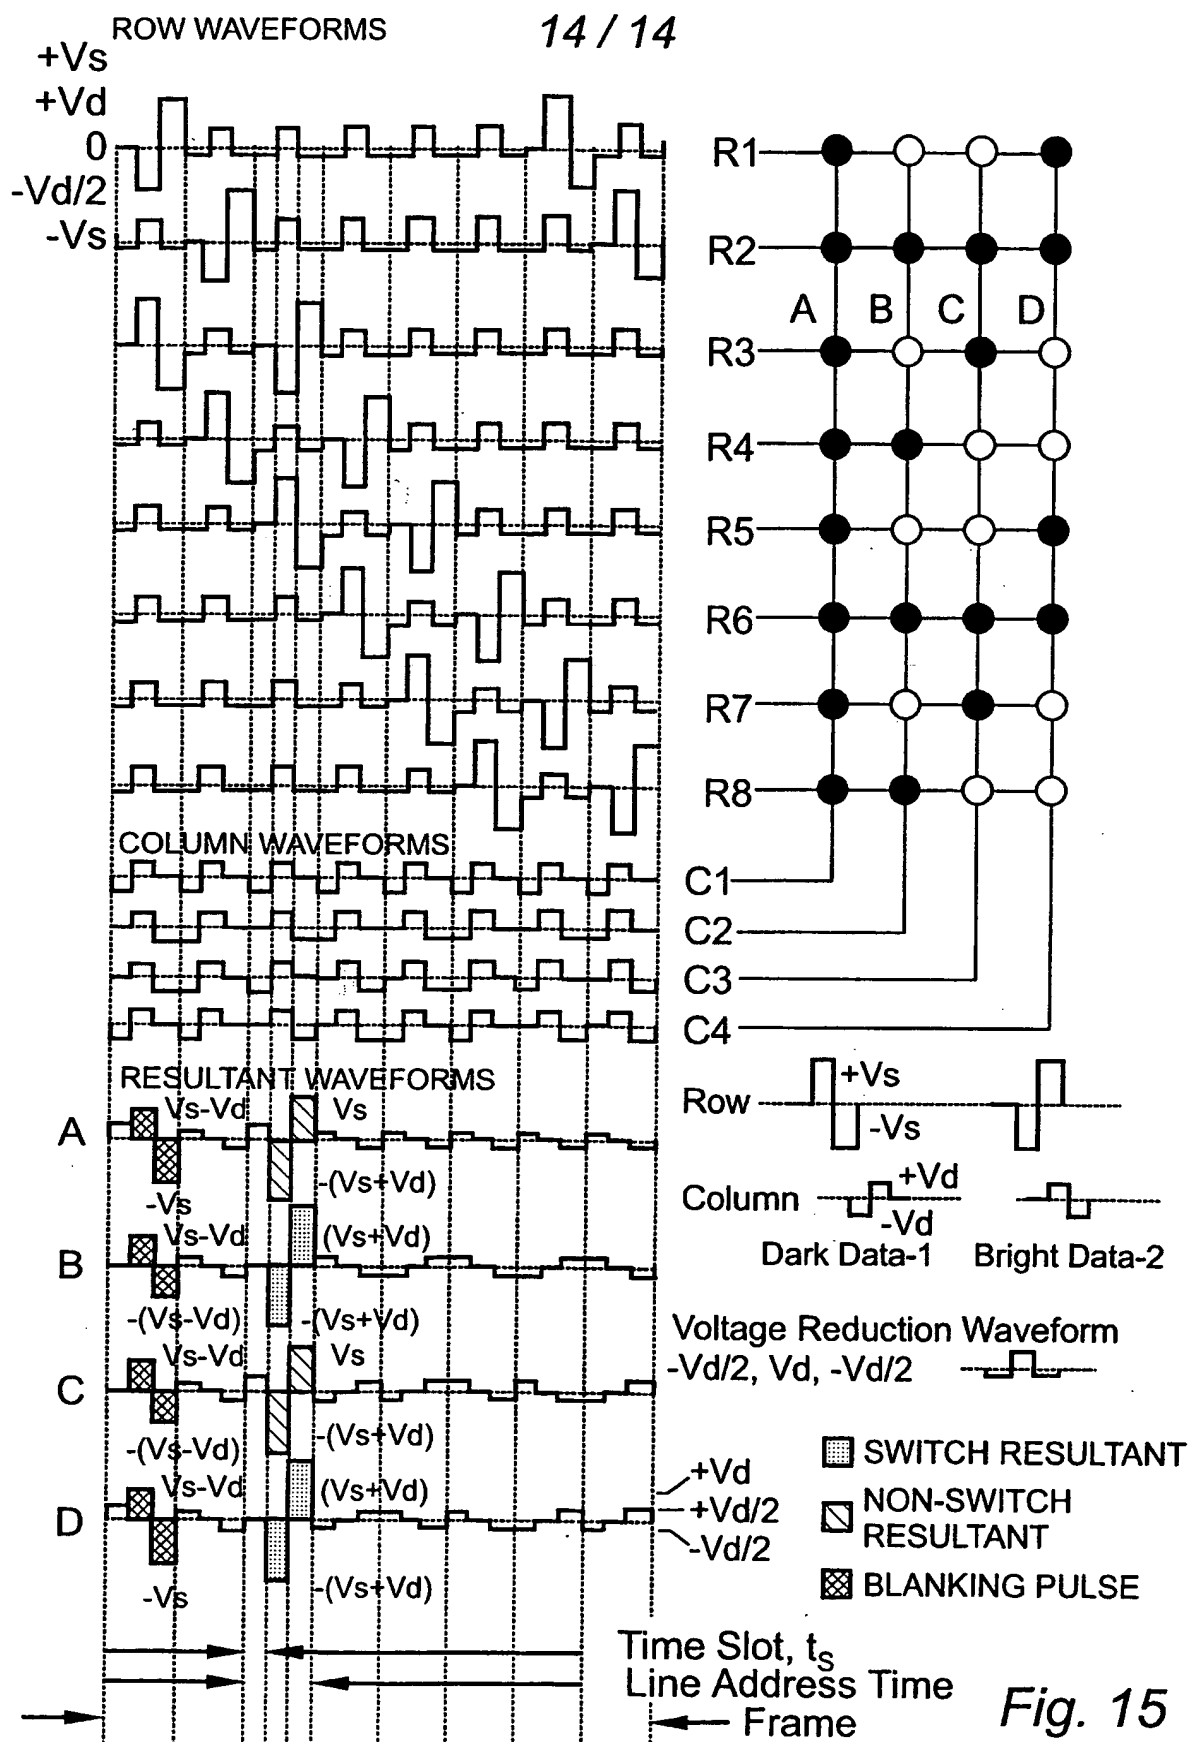 ROW WAVEFORMS
14 / 14
+Vs
+Vd
0
-Vd/2
-Vs
R1
R2
A B C D
R3
R4
R5
R6
R7
R8
COLUMN WAVEFORMS
C1
C2
C3
C4
RESULTANT WAVEFORMS
A
Vs-Vd
Vs
-Vs
-(Vs+Vd)
B
Vs-Vd
(Vs+Vd)
-(Vs-Vd)
-(Vs+Vd)
C
Vs-Vd
Vs
-(Vs-Vd)
-(Vs+Vd)
D
Vs-Vd
(Vs+Vd)
-Vs
-(Vs+Vd)
+Vd
+Vd/2
-Vd/2
Row
+Vs
-Vs
Column
+Vd
-Vd
Dark Data-1
Bright Data-2
Voltage Reduction Waveform
-Vd/2, Vd, -Vd/2
SWITCH RESULTANT
NON-SWITCH
RESULTANT
BLANKING PULSE
Time Slot, ts
Line Address Time
Frame
Fig. 15